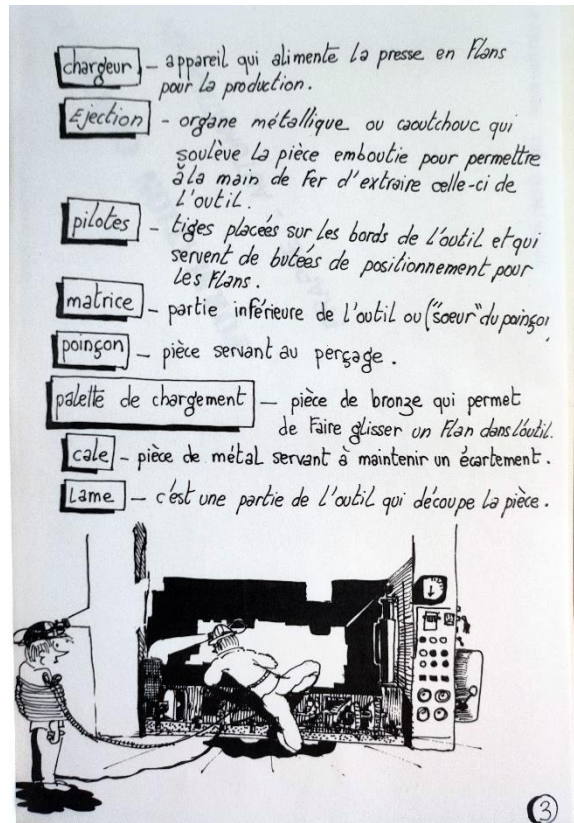 chargeur – appareil qui alimente la presse en Flans
pour la production.
Ejection – organe métallique ou caoutchouc qui
soulève la pièce emboutie pour permettre
à la main de Fer d'extraire celle-ci de
l'outil.
pilotes – tiges placées sur les bords de l'outil et qui
servent de butées de positionnement pour
les Flans.
matrice – partie inférieure de l'outil ou ("soeur" du poinço
poinçon – pièce servant au perçage.
palette de chargement – pièce de bronze qui permet
de Faire glisser un Flan dans l'outil.
cale – pièce de métal servant à maintenir un écartement.
Lame – c'est une partie de l'outil qui découpe la pièce.
3